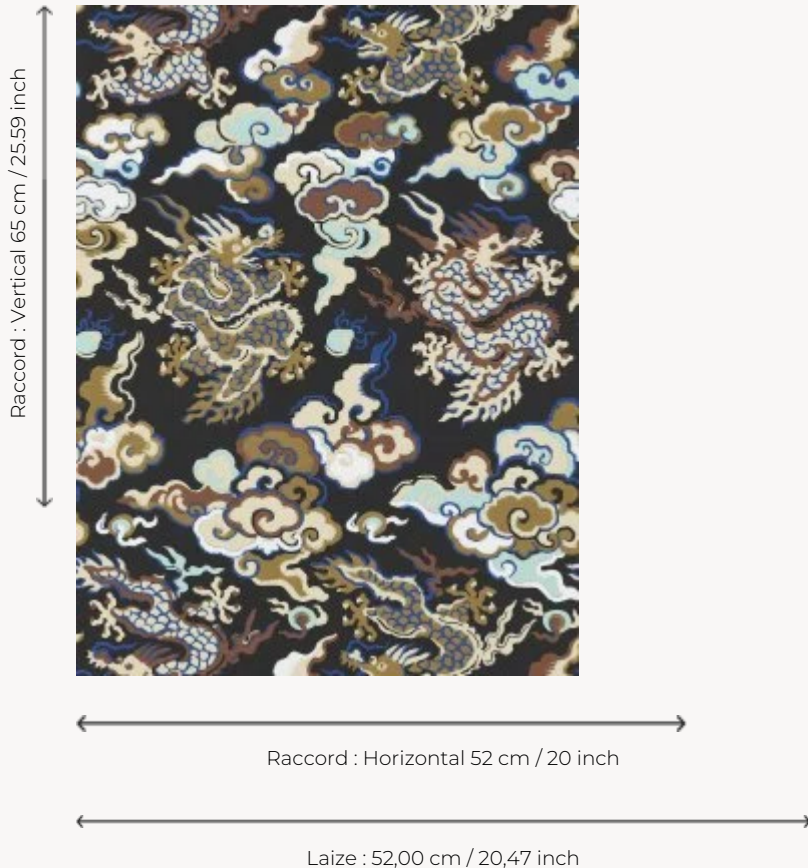 Raccord : Vertical 65 cm / 25.59 inch
Raccord : Horizontal 52 cm / 20 inch
Laize : 52,00 cm / 20,47 inch